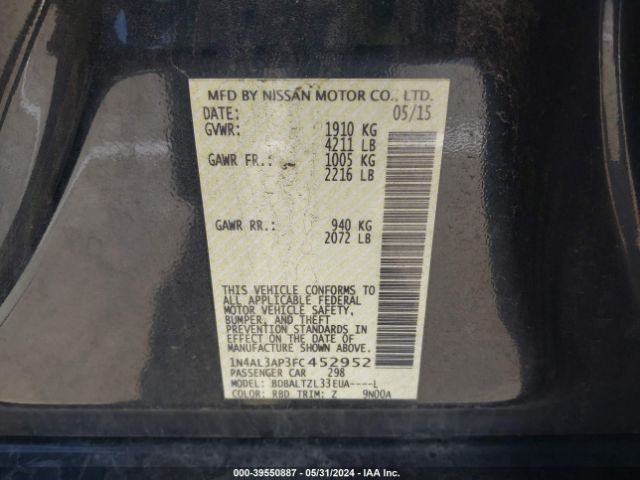 MFD BY NISSAN MOTOR CO., LTD.
DATE: 05/15
GVWR: 1910 KG
4211 LB
GAWR FR.: 1005 KG
2216 LB
GAWR RR.: 940 KG
2072 LB
THIS VEHICLE CONFORMS TO
ALL APPLICABLE FEDERAL
MOTOR VEHICLE SAFETY,
BUMPER, AND THEFT
PREVENTION STANDARDS IN
EFFECT ON THE DATE OF
MANUFACTURE SHOWN ABOVE.
1N4AL3AP3FC452952
PASSENGER CAR 298
MODEL: BDBALTZL33EUA----L
COLOR: RBD TRIM: Z 9N00A
000-39550887 - 05/31/2024 - IAA Inc.